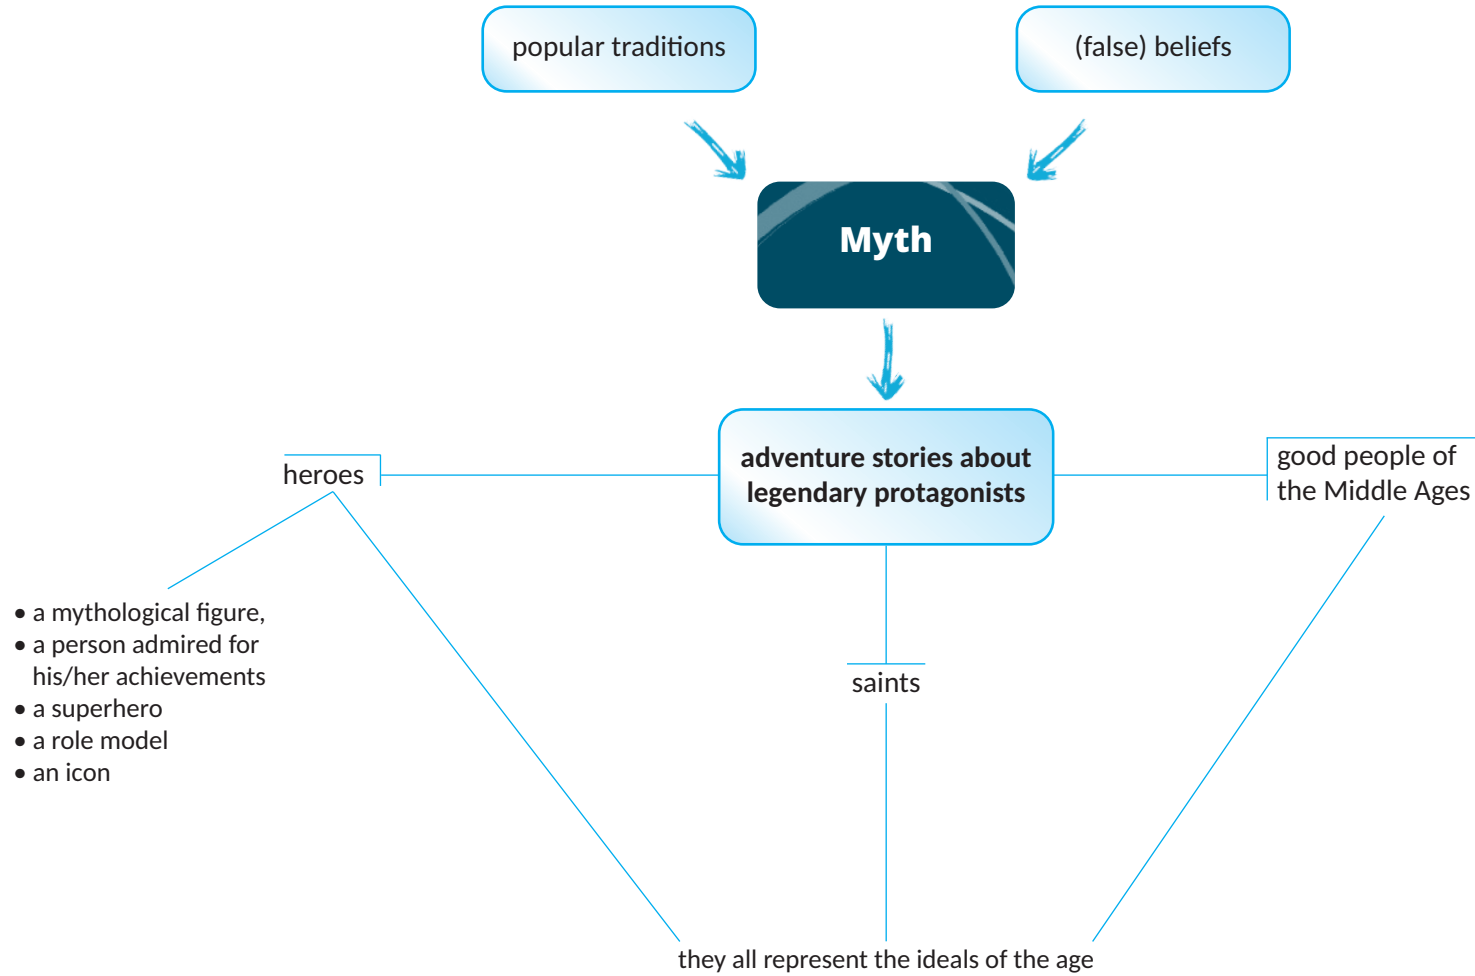 popular traditions
(false) beliefs
Myth
adventure stories about
legendary protagonists
heroes
good people of
the Middle Ages
• a mythological figure,
• a person admired for
his/her achievements
• a superhero
• a role model
• an icon
saints
they all represent the ideals of the age